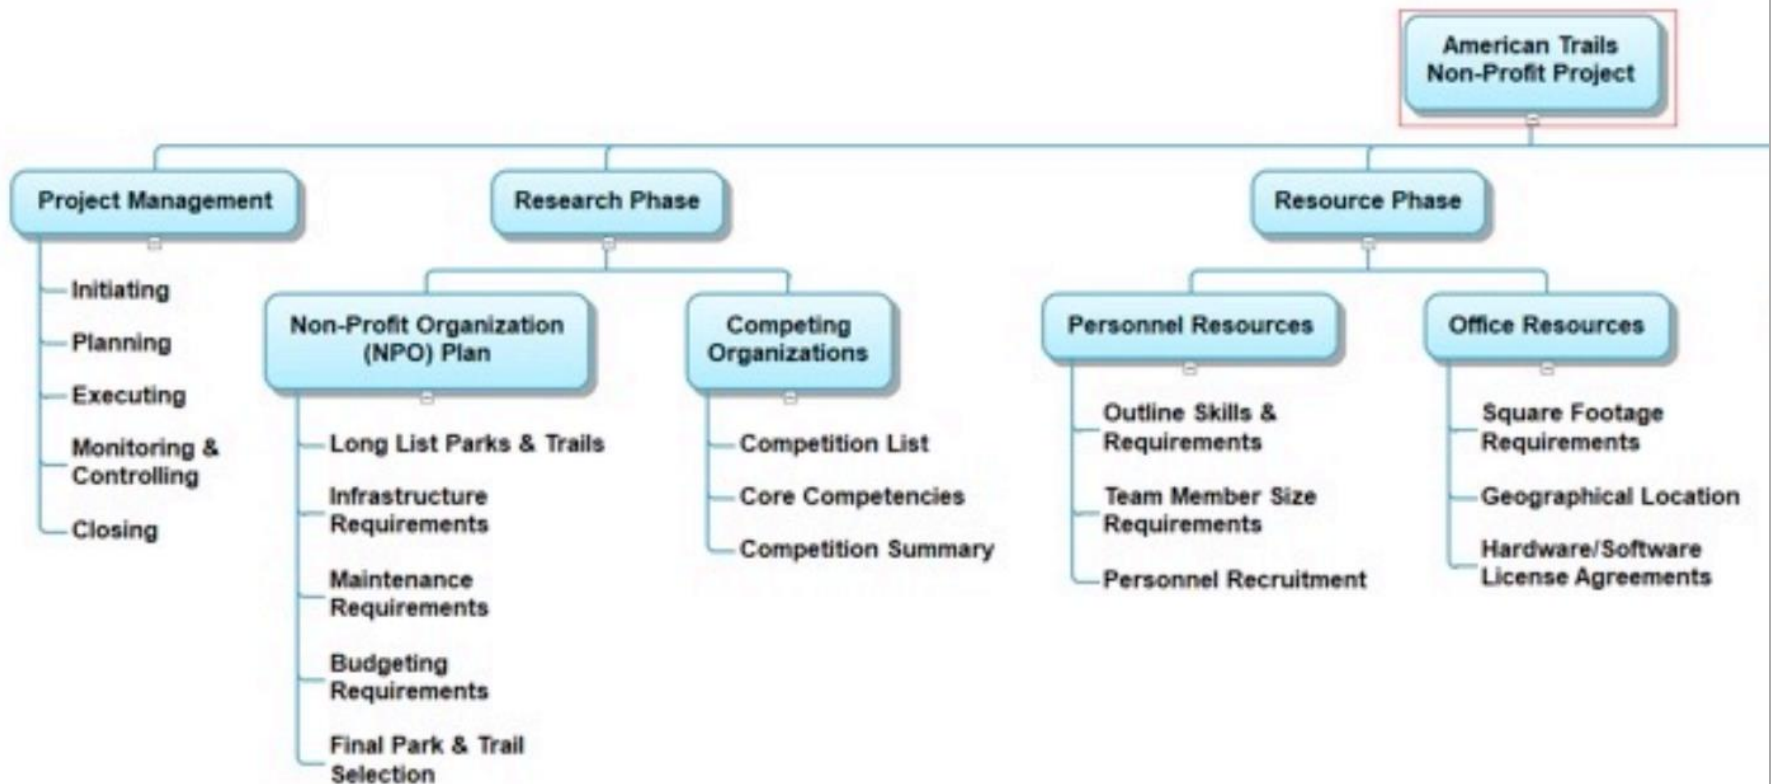 American Trails
Non-Profit Project
Project Management
Research Phase
Resource Phase
Initiating
Planning
Executing
Monitoring &
Controlling
Closing
Non-Profit Organization
(NPO) Plan
Long List Parks & Trails
Infrastructure
Requirements
Maintenance
Requirements
Budgeting
Requirements
Final Park & Trail
Selection
Competing
Organizations
Competition List
Core Competencies
Competition Summary
Personnel Resources
Outline Skills &
Requirements
Team Member Size
Requirements
Personnel Recruitment
Office Resources
Square Footage
Requirements
Geographical Location
Hardware/Software
License Agreements